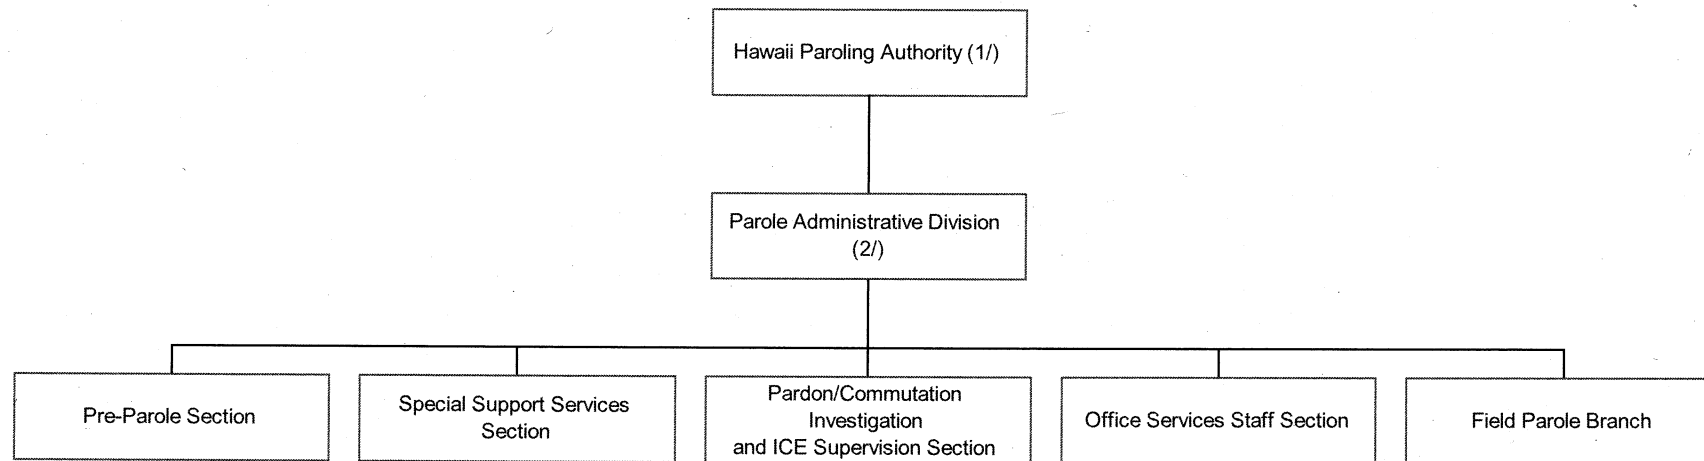 Hawaii Paroling Authority (1/)
Parole Administrative Division
(2/)
Pre-Parole Section
Special Support Services
Section
Pardon/Commutation
Investigation
and ICE Supervision Section
Office Services Staff Section
Field Parole Branch